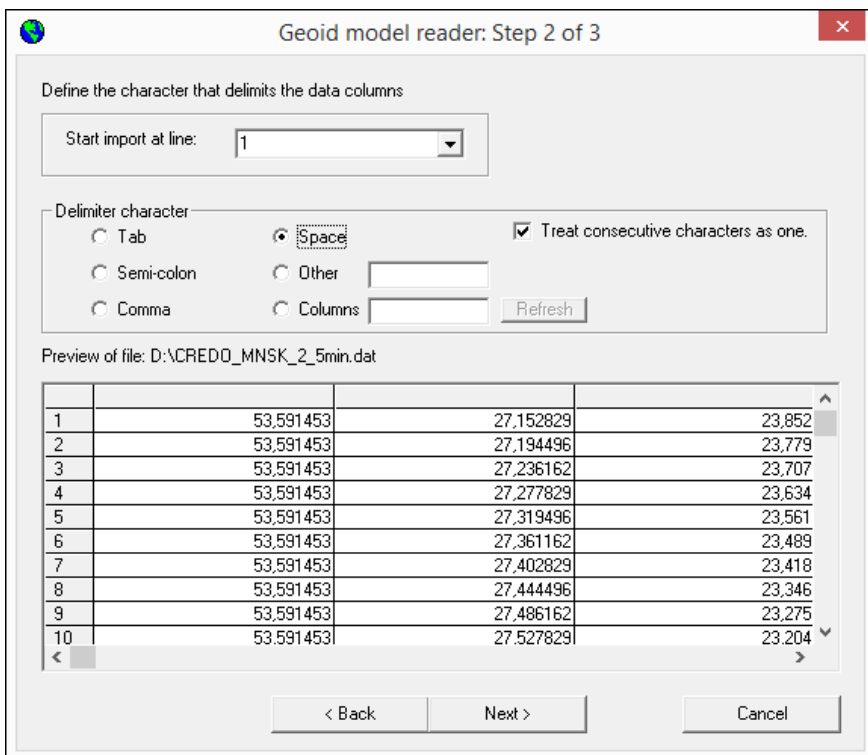 Geoid model reader: Step 2 of 3
Define the character that delimits the data columns
Start import at line: 1
Delimiter character
Tab Space Treat consecutive characters as one.
Semi-colon Other
Comma Columns Refresh
Preview of file: D:\CREDO_MNSK_2_5min.dat
1 53,591453 27,152829 23,852
2 53,591453 27,194496 23,779
3 53,591453 27,236162 23,707
4 53,591453 27,277829 23,634
5 53,591453 27,319496 23,561
6 53,591453 27,361162 23,489
7 53,591453 27,402829 23,418
8 53,591453 27,444496 23,346
9 53,591453 27,486162 23,275
10 53,591453 27,527829 23,204
< Back Next > Cancel